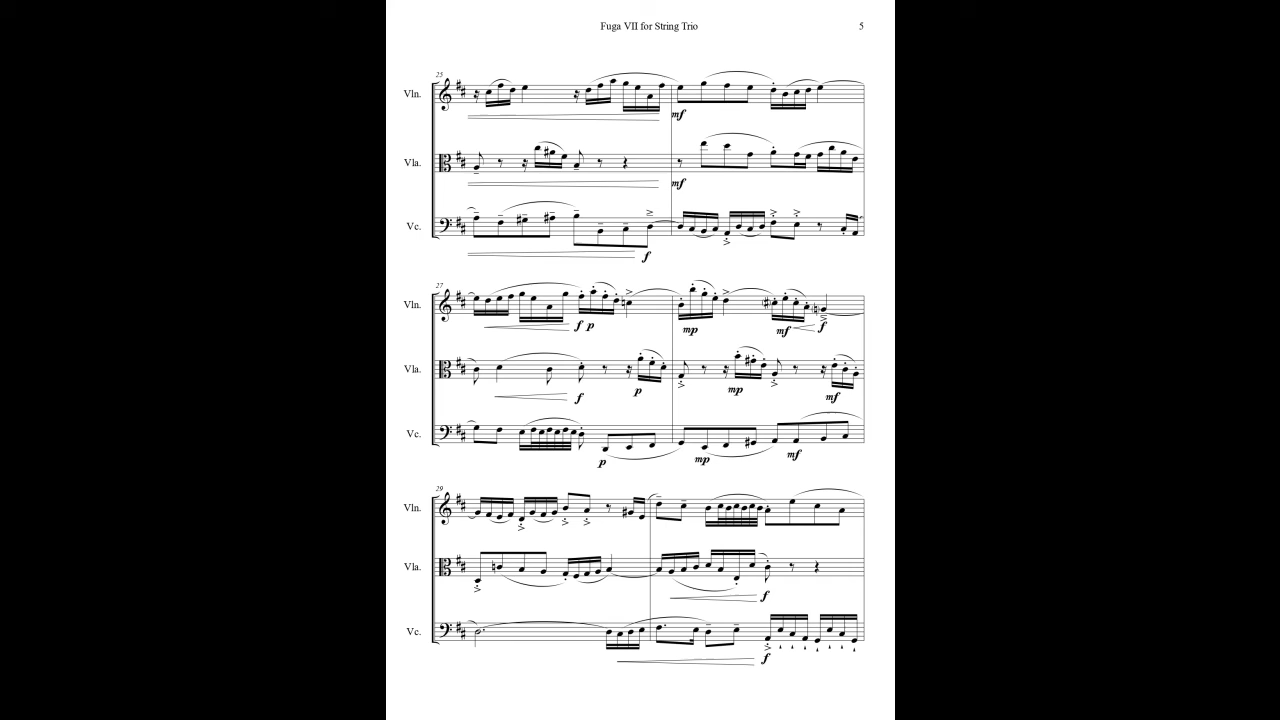 Fuga VII for String Trio 5
25
Vln.
mf
Vla.
mf
Vc.
f
27
Vln.
f p mp mf f
Vla.
f p mp mf
Vc.
p mp mf
29
Vln.
Vla.
f
Vc.
f